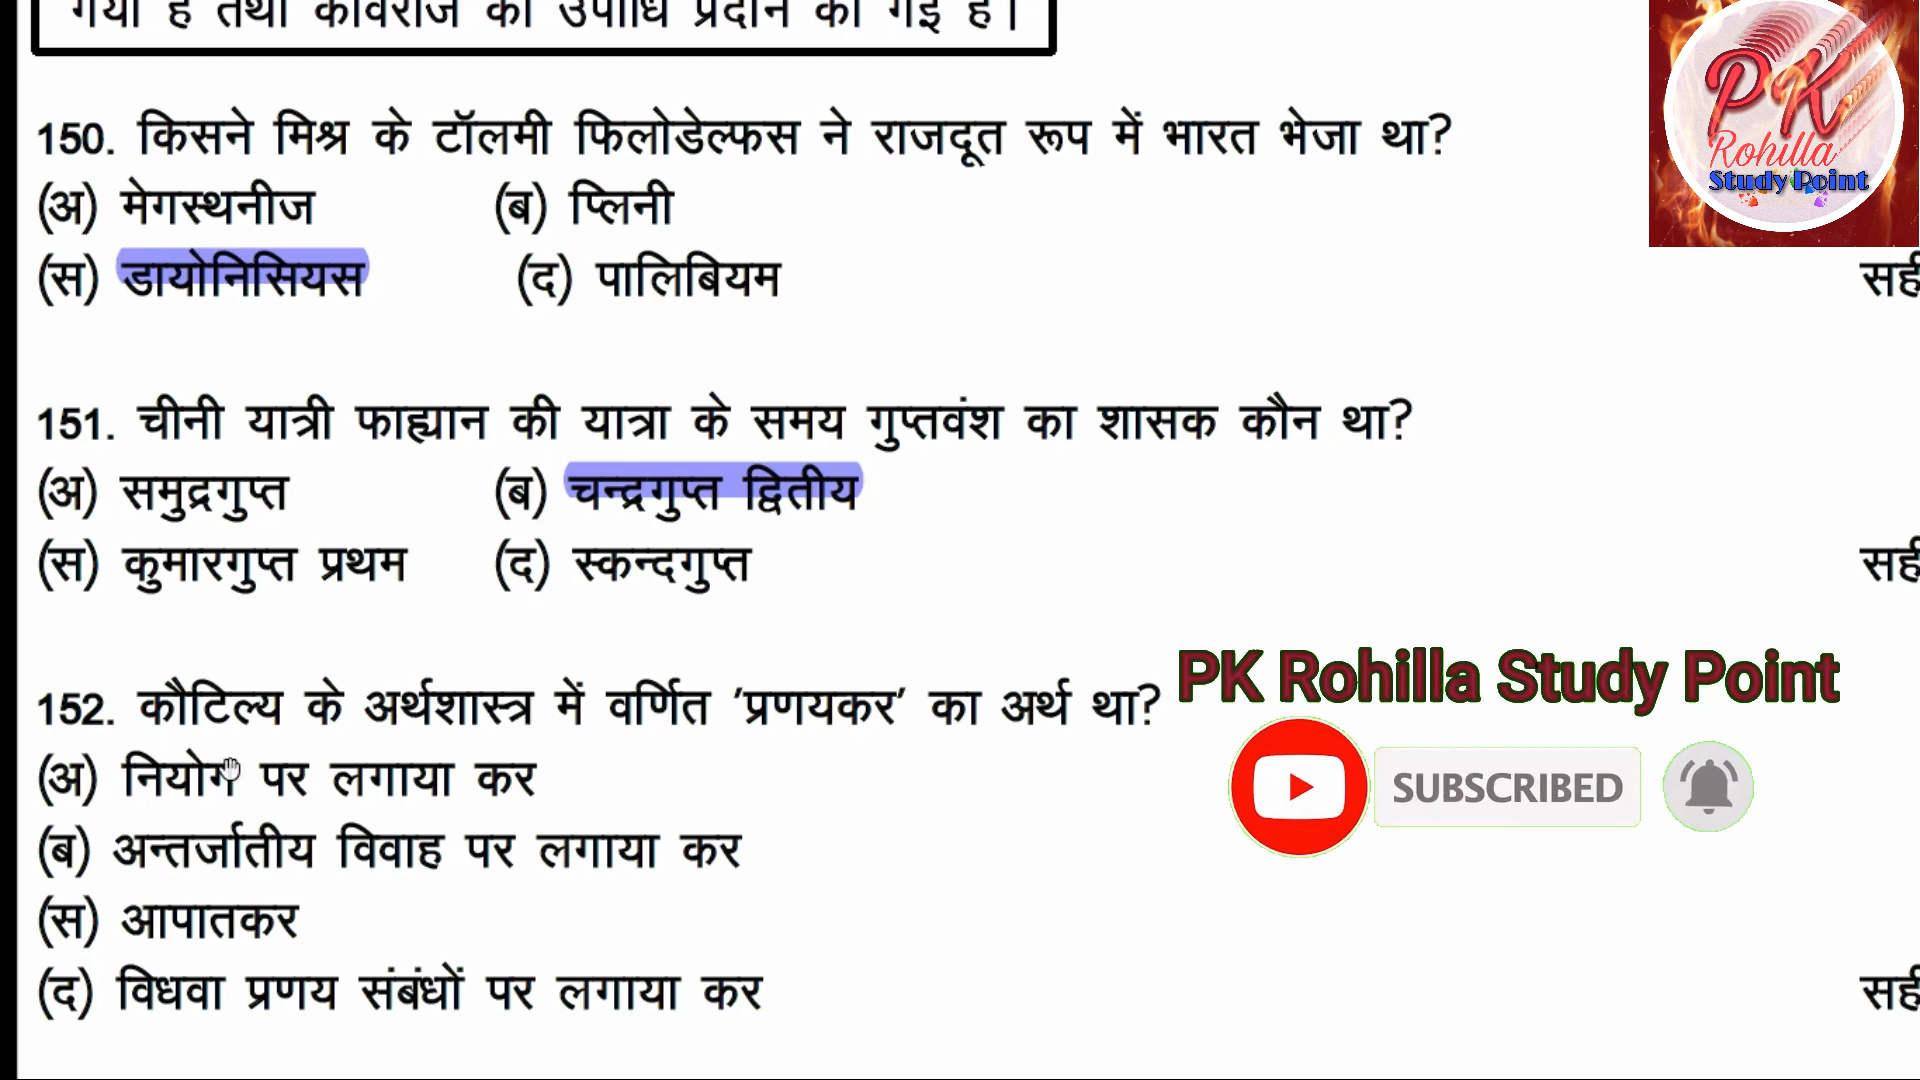 गया है तथा कविराज की उपाधि प्रदान की गई है।
150. किसने मिश्र के टॉलमी फिलोडेल्फस ने राजदूत रूप में भारत भेजा था?
(अ) मेगस्थनीज (ब) प्लिनी
(स) डायोनिसियस (द) पालिबियम
सही
151. चीनी यात्री फाह्यान की यात्रा के समय गुप्तवंश का शासक कौन था?
(अ) समुद्रगुप्त (ब) चन्द्रगुप्त द्वितीय
(स) कुमारगुप्त प्रथम (द) स्कन्दगुप्त
सही
152. कौटिल्य के अर्थशास्त्र में वर्णित ’प्रणयकर’ का अर्थ था?
(अ) नियोग पर लगाया कर
(ब) अन्तर्जातीय विवाह पर लगाया कर
(स) आपातकर
(द) विधवा प्रणय संबंधों पर लगाया कर
सही
PK
Rohilla
Study Point
PK Rohilla Study Point
SUBSCRIBED